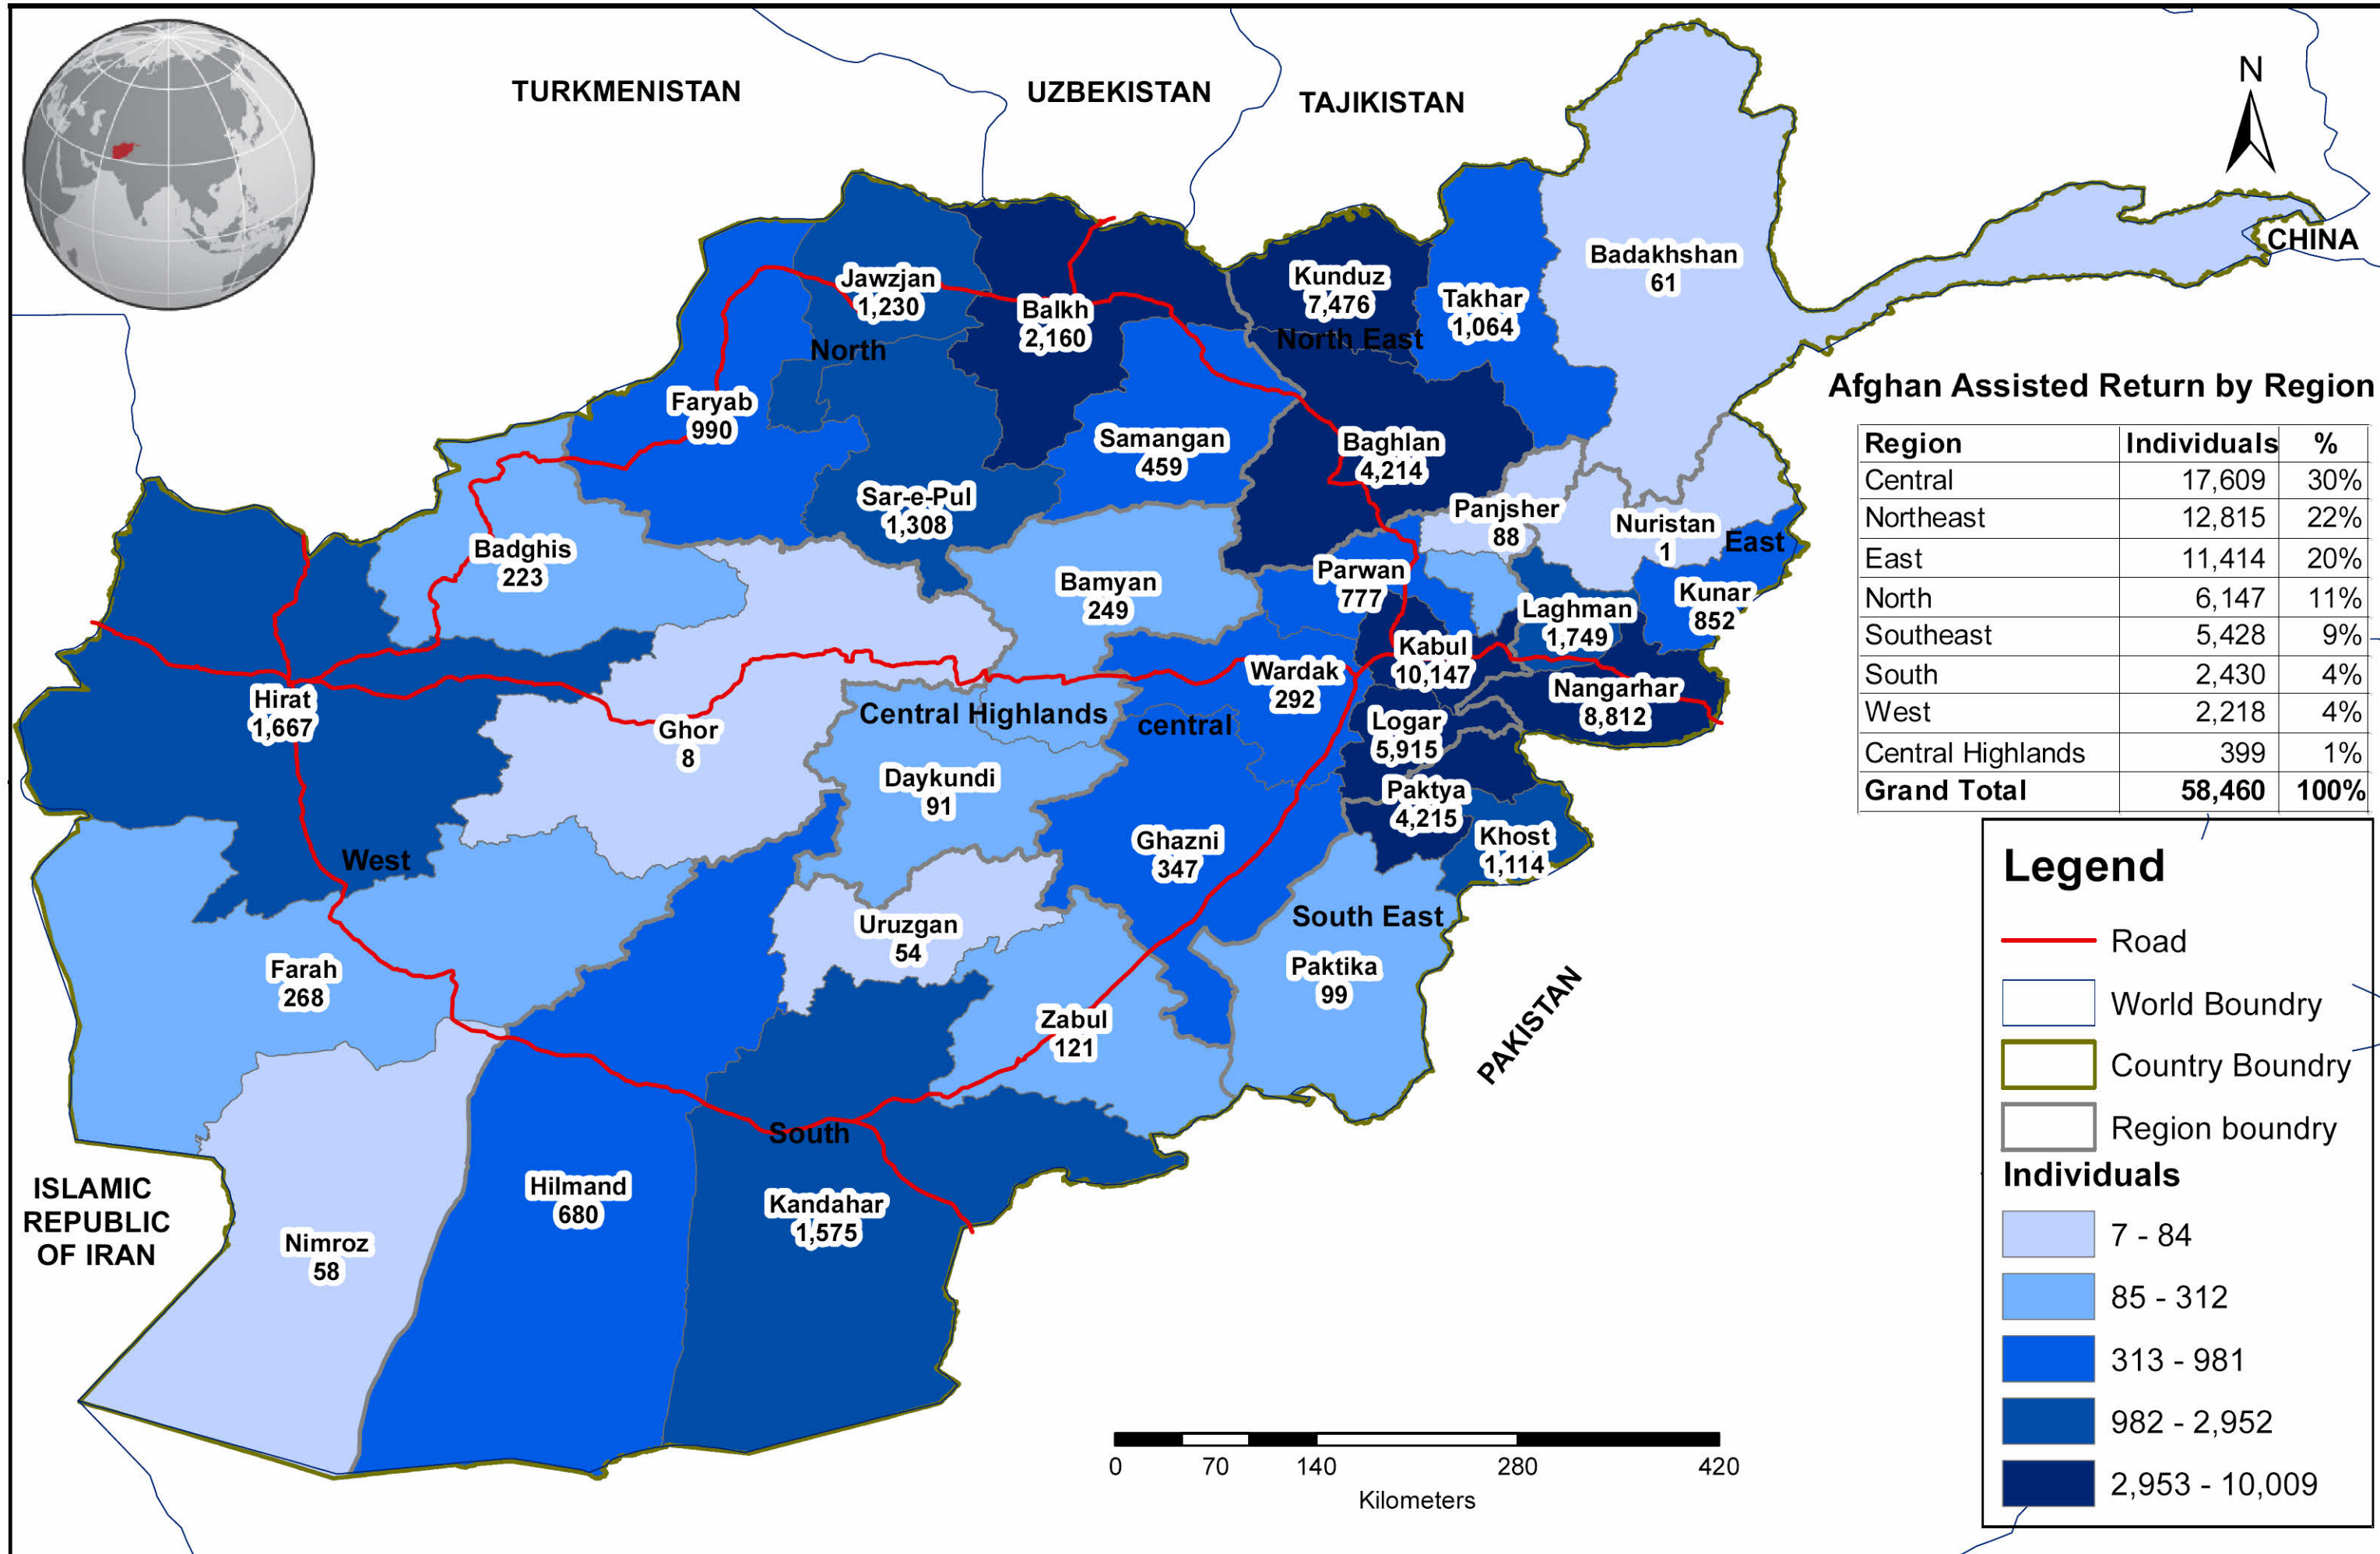 TURKMENISTAN
UZBEKISTAN
TAJIKISTAN
N
CHINA
Badakhshan
61
Jawzjan
1,230
Balkh
2,160
Kunduz
7,476
Takhar
1,064
North
North East
Faryab
990
Samangan
459
Baghlan
4,214
Sar-e-Pul
1,308
Badghis
223
Panjsher
88
Nuristan
1
East
Bamyan
249
Parwan
777
Laghman
1,749
Kunar
852
Hirat
1,667
Ghor
8
Central Highlands
central
Wardak
292
Kabul
10,147
Nangarhar
8,812
Logar
5,915
Daykundi
91
Paktya
4,215
Khost
1,114
West
Ghazni
347
Uruzgan
54
South East
Paktika
99
Farah
268
Zabul
121
PAKISTAN
South
Hilmand
680
Kandahar
1,575
Nimroz
58
ISLAMIC
REPUBLIC
OF IRAN
Afghan Assisted Return by Region
Region Individuals %
Central 17,609 30%
Northeast 12,815 22%
East 11,414 20%
North 6,147 11%
Southeast 5,428 9%
South 2,430 4%
West 2,218 4%
Central Highlands 399 1%
Grand Total 58,460 100%
Legend
Road
World Boundry
Country Boundry
Region boundry
Individuals
7 - 84
85 - 312
313 - 981
982 - 2,952
2,953 - 10,009
0 70 140 280 420
Kilometers